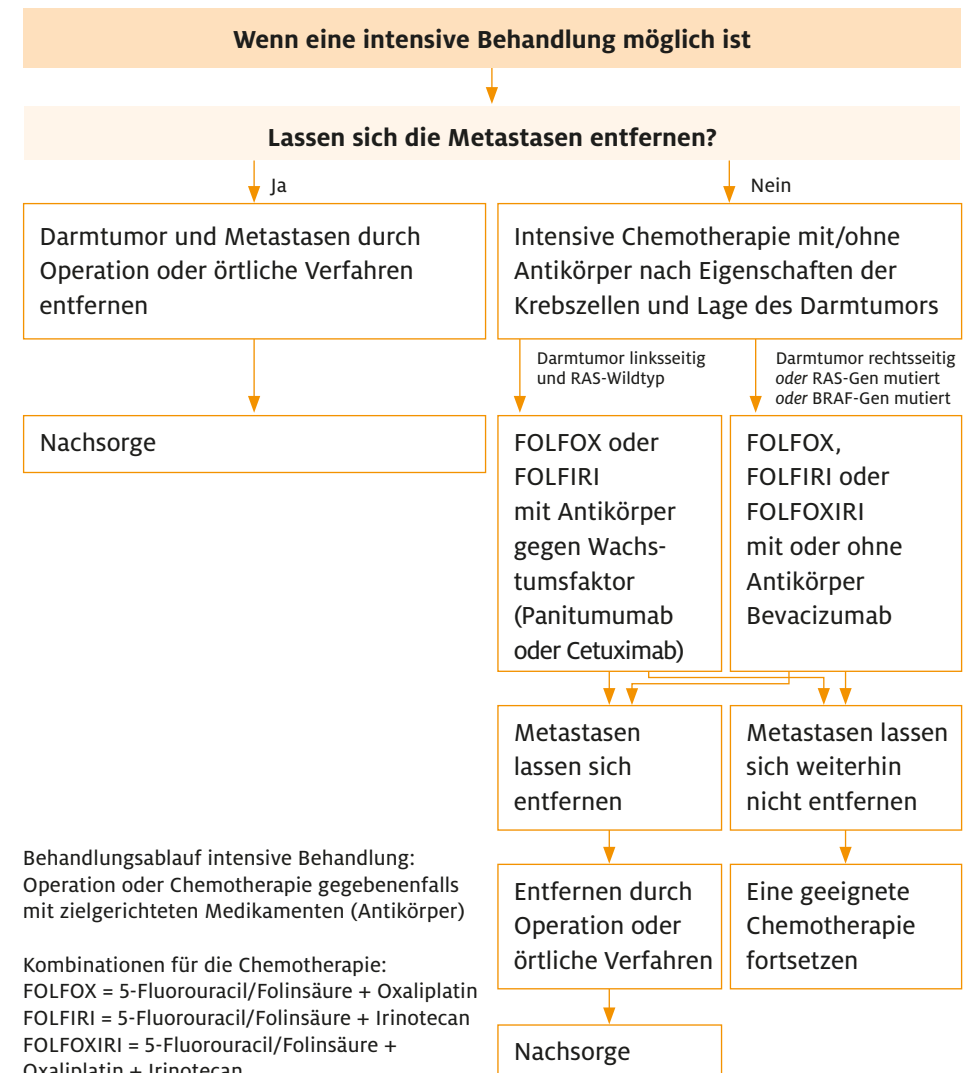 Wenn eine intensive Behandlung möglich ist
Lassen sich die Metastasen entfernen?
Ja
Nein
Darmtumor und Metastasen durch
Operation oder örtliche Verfahren
entfernen
Intensive Chemotherapie mit/ohne
Antikörper nach Eigenschaften der
Krebszellen und Lage des Darmtumors
Darmtumor linksseitig
und RAS-Wildtyp
Darmtumor rechtsseitig
oder RAS-Gen mutiert
oder BRAF-Gen mutiert
Nachsorge
FOLFOX oder
FOLFIRI
mit Antikörper
gegen Wachs-
tumsfaktor
(Panitumumab
oder Cetuximab)
FOLFOX,
FOLFIRI oder
FOLFOXIRI
mit oder ohne
Antikörper
Bevacizumab
Metastasen
lassen sich
entfernen
Metastasen lassen
sich weiterhin
nicht entfernen
Entfernen durch
Operation oder
örtliche Verfahren
Eine geeignete
Chemotherapie
fortsetzen
Nachsorge
Behandlungsablauf intensive Behandlung:
Operation oder Chemotherapie gegebenenfalls
mit zielgerichteten Medikamenten (Antikörper)
Kombinationen für die Chemotherapie:
FOLFOX = 5-Fluorouracil/Folinsäure + Oxaliplatin
FOLFIRI = 5-Fluorouracil/Folinsäure + Irinotecan
FOLFOXIRI = 5-Fluorouracil/Folinsäure +
Oxaliplatin + Irinotecan